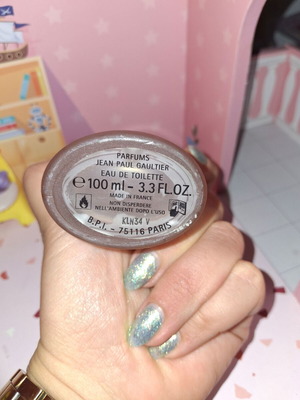 PARFUMS
JEAN PAUL GAULTIER
EAU DE TOILETTE
℮100 ml - 3.3 FL.OZ.
MADE IN FRANCE
NON DISPERDERE
NELL'AMBIENTE DOPO L'USO
KLN34 V
B.P.I. - 75116 PARIS